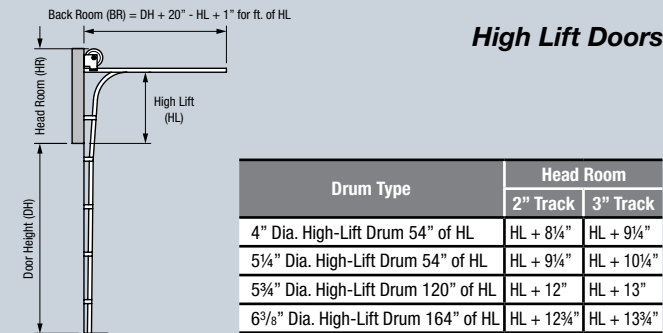 Back Room (BR) = DH + 20” - HL + 1” for ft. of HL
High Lift Doors
Head Room (HR)
High Lift
(HL)
Door Height (DH)
Drum Type
Head Room
2” Track
3” Track
4” Dia. High-Lift Drum 54” of HL HL + 8¼” HL + 9¼”
5¼” Dia. High-Lift Drum 54” of HL HL + 9¼” HL + 10¼”
5¾” Dia. High-Lift Drum 120” of HL HL + 12” HL + 13”
6³/₈” Dia. High-Lift Drum 164” of HL HL + 12¾” HL + 13¾”